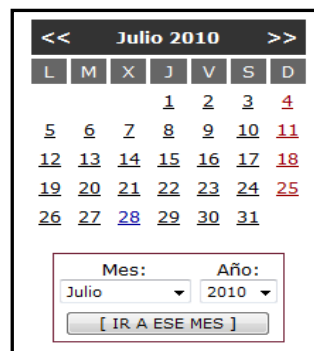 << Julio 2010 >>
L M X J V S D
1 2 3 4
5 6 7 8 9 10 11
12 13 14 15 16 17 18
19 20 21 22 23 24 25
26 27 28 29 30 31
Mes: Año:
Julio 2010
[ IR A ESE MES ]